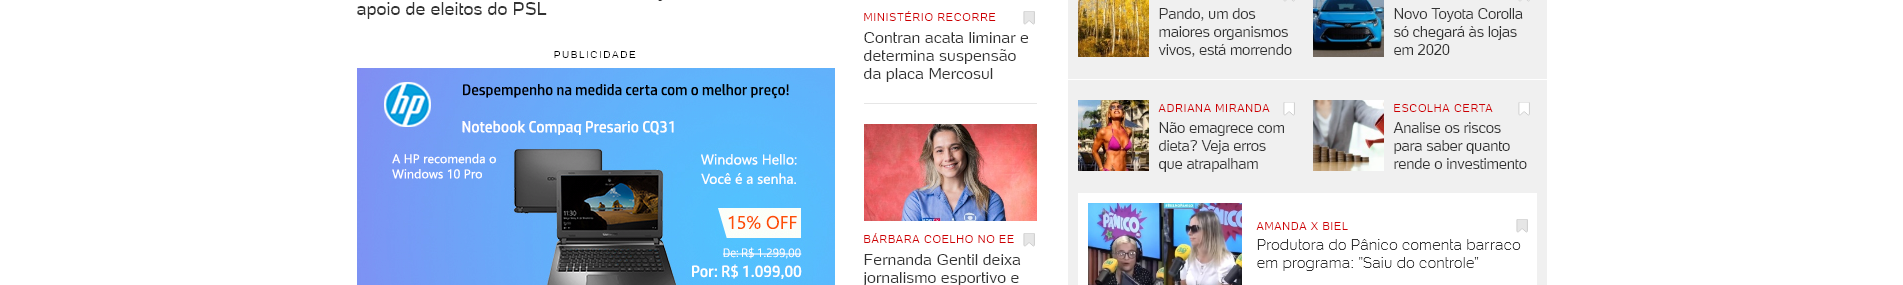 apoio de eleitos do PSL
PUBLICIDADE
hp
Despempenho na medida certa com o melhor preço!
Notebook Compaq Presario CQ31
A HP recomenda o
Windows 10 Pro
Windows Hello:
Você é a senha.
11:30
15% OFF
De: R$ 1.299,00
Por: R$ 1.099,00
MINISTÉRIO RECORRE
Contran acata liminar e
determina suspensão
da placa Mercosul
BÁRBARA COELHO NO EE
Fernanda Gentil deixa
jornalismo esportivo e
Pando, um dos
maiores organismos
vivos, está morrendo
Novo Toyota Corolla
só chegará às lojas
em 2020
ADRIANA MIRANDA
Não emagrece com
dieta? Veja erros
que atrapalham
ESCOLHA CERTA
Analise os riscos
para saber quanto
rende o investimento
PÂNICO
PÂNICO
AMANDA X BIEL
Produtora do Pânico comenta barraco
em programa: "Saiu do controle"